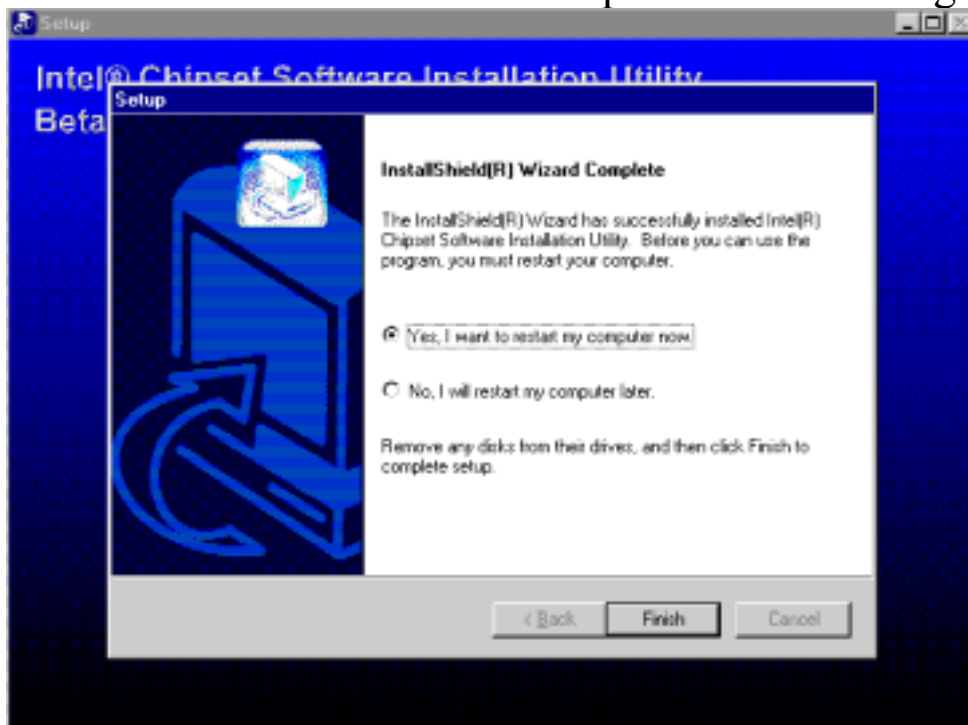 Setup
Intel® Chipset Software Installation Utility
Beta
Setup
InstallShield(R) Wizard Complete
The InstallShield(R) Wizard has successfully installed Intel(R)
Chipset Software Installation Utility. Before you can use the
program, you must restart your computer.
Yes, I want to restart my computer now.
No, I will restart my computer later.
Remove any disks from their drives, and then click Finish to
complete setup.
< Back
Finish
Cancel